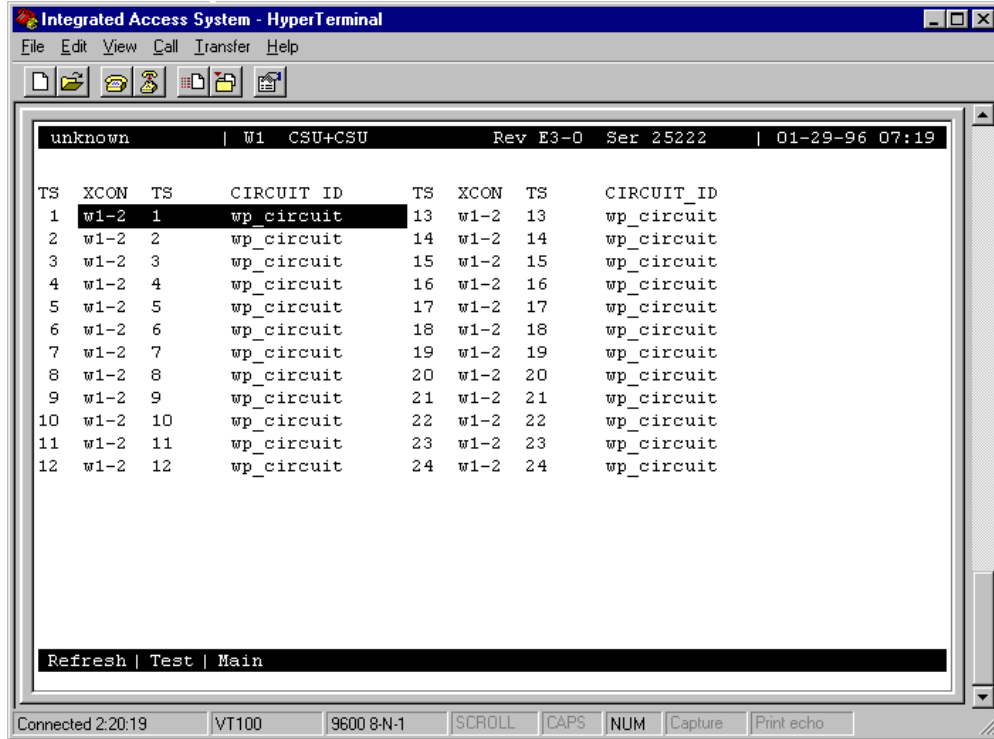 Integrated Access System - HyperTerminal
File Edit View Call Transfer Help
unknown | W1 CSU+CSU Rev E3-0 Ser 25222 | 01-29-96 07:19
TS XCON TS CIRCUIT ID TS XCON TS CIRCUIT_ID
1 w1-2 1 wp_circuit 13 w1-2 13 wp_circuit
2 w1-2 2 wp_circuit 14 w1-2 14 wp_circuit
3 w1-2 3 wp_circuit 15 w1-2 15 wp_circuit
4 w1-2 4 wp_circuit 16 w1-2 16 wp_circuit
5 w1-2 5 wp_circuit 17 w1-2 17 wp_circuit
6 w1-2 6 wp_circuit 18 w1-2 18 wp_circuit
7 w1-2 7 wp_circuit 19 w1-2 19 wp_circuit
8 w1-2 8 wp_circuit 20 w1-2 20 wp_circuit
9 w1-2 9 wp_circuit 21 w1-2 21 wp_circuit
10 w1-2 10 wp_circuit 22 w1-2 22 wp_circuit
11 w1-2 11 wp_circuit 23 w1-2 23 wp_circuit
12 w1-2 12 wp_circuit 24 w1-2 24 wp_circuit
Refresh | Test | Main
Connected 2:20:19 VT100 9600 8-N-1 SCROLL CAPS NUM Capture Print echo